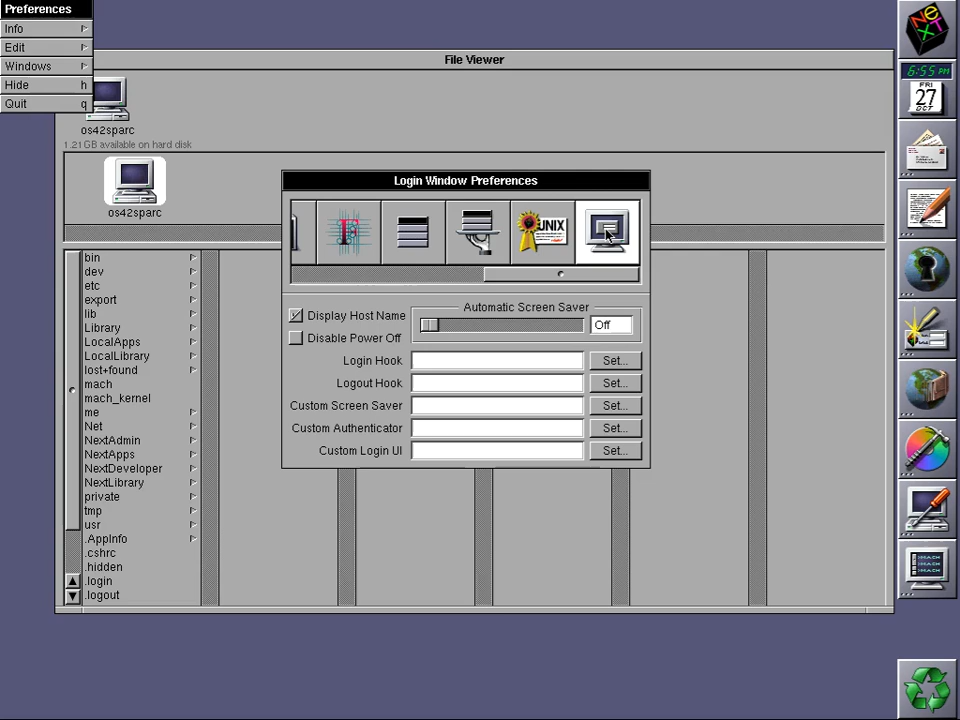 Preferences
Info
Edit
Windows
Hide h
Quit q
File Viewer
os42sparc
1.21GB available on hard disk
os42sparc
bin
dev
etc
export
lib
Library
LocalApps
LocalLibrary
lost+found
mach
mach_kernel
me
Net
NextAdmin
NextApps
NextDeveloper
NextLibrary
private
tmp
usr
.AppInfo
.cshrc
.hidden
.login
.logout
Login Window Preferences
UNIX
Display Host Name
Disable Power Off
Automatic Screen Saver
Off
Login Hook Set...
Logout Hook Set...
Custom Screen Saver Set...
Custom Authenticator Set...
Custom Login UI Set...
NeXT
6:55 PM
FRI
27
OCT